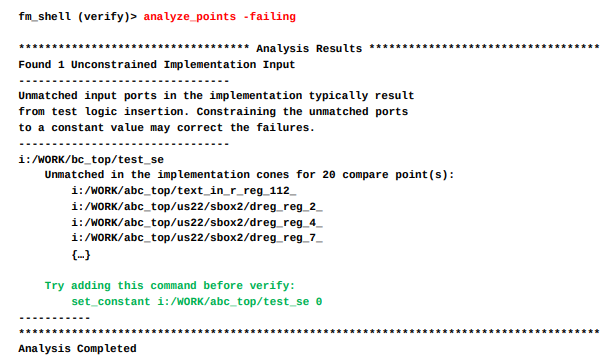 fm_shell (verify)> analyze_points -failing
*********************************** Analysis Results ***********************************
Found 1 Unconstrained Implementation Input
--------------------------------
Unmatched input ports in the implementation typically result
from test logic insertion. Constraining the unmatched ports
to a constant value may correct the failures.
--------------------------------
i:/WORK/bc_top/test_se
Unmatched in the implementation cones for 20 compare point(s):
i:/WORK/abc_top/text_in_r_reg_112_
i:/WORK/abc_top/us22/sbox2/dreg_reg_2_
i:/WORK/abc_top/us22/sbox2/dreg_reg_4_
i:/WORK/abc_top/us22/sbox2/dreg_reg_7_
{…}
Try adding this command before verify:
set_constant i:/WORK/abc_top/test_se 0
-----------
****************************************************************************************
Analysis Completed